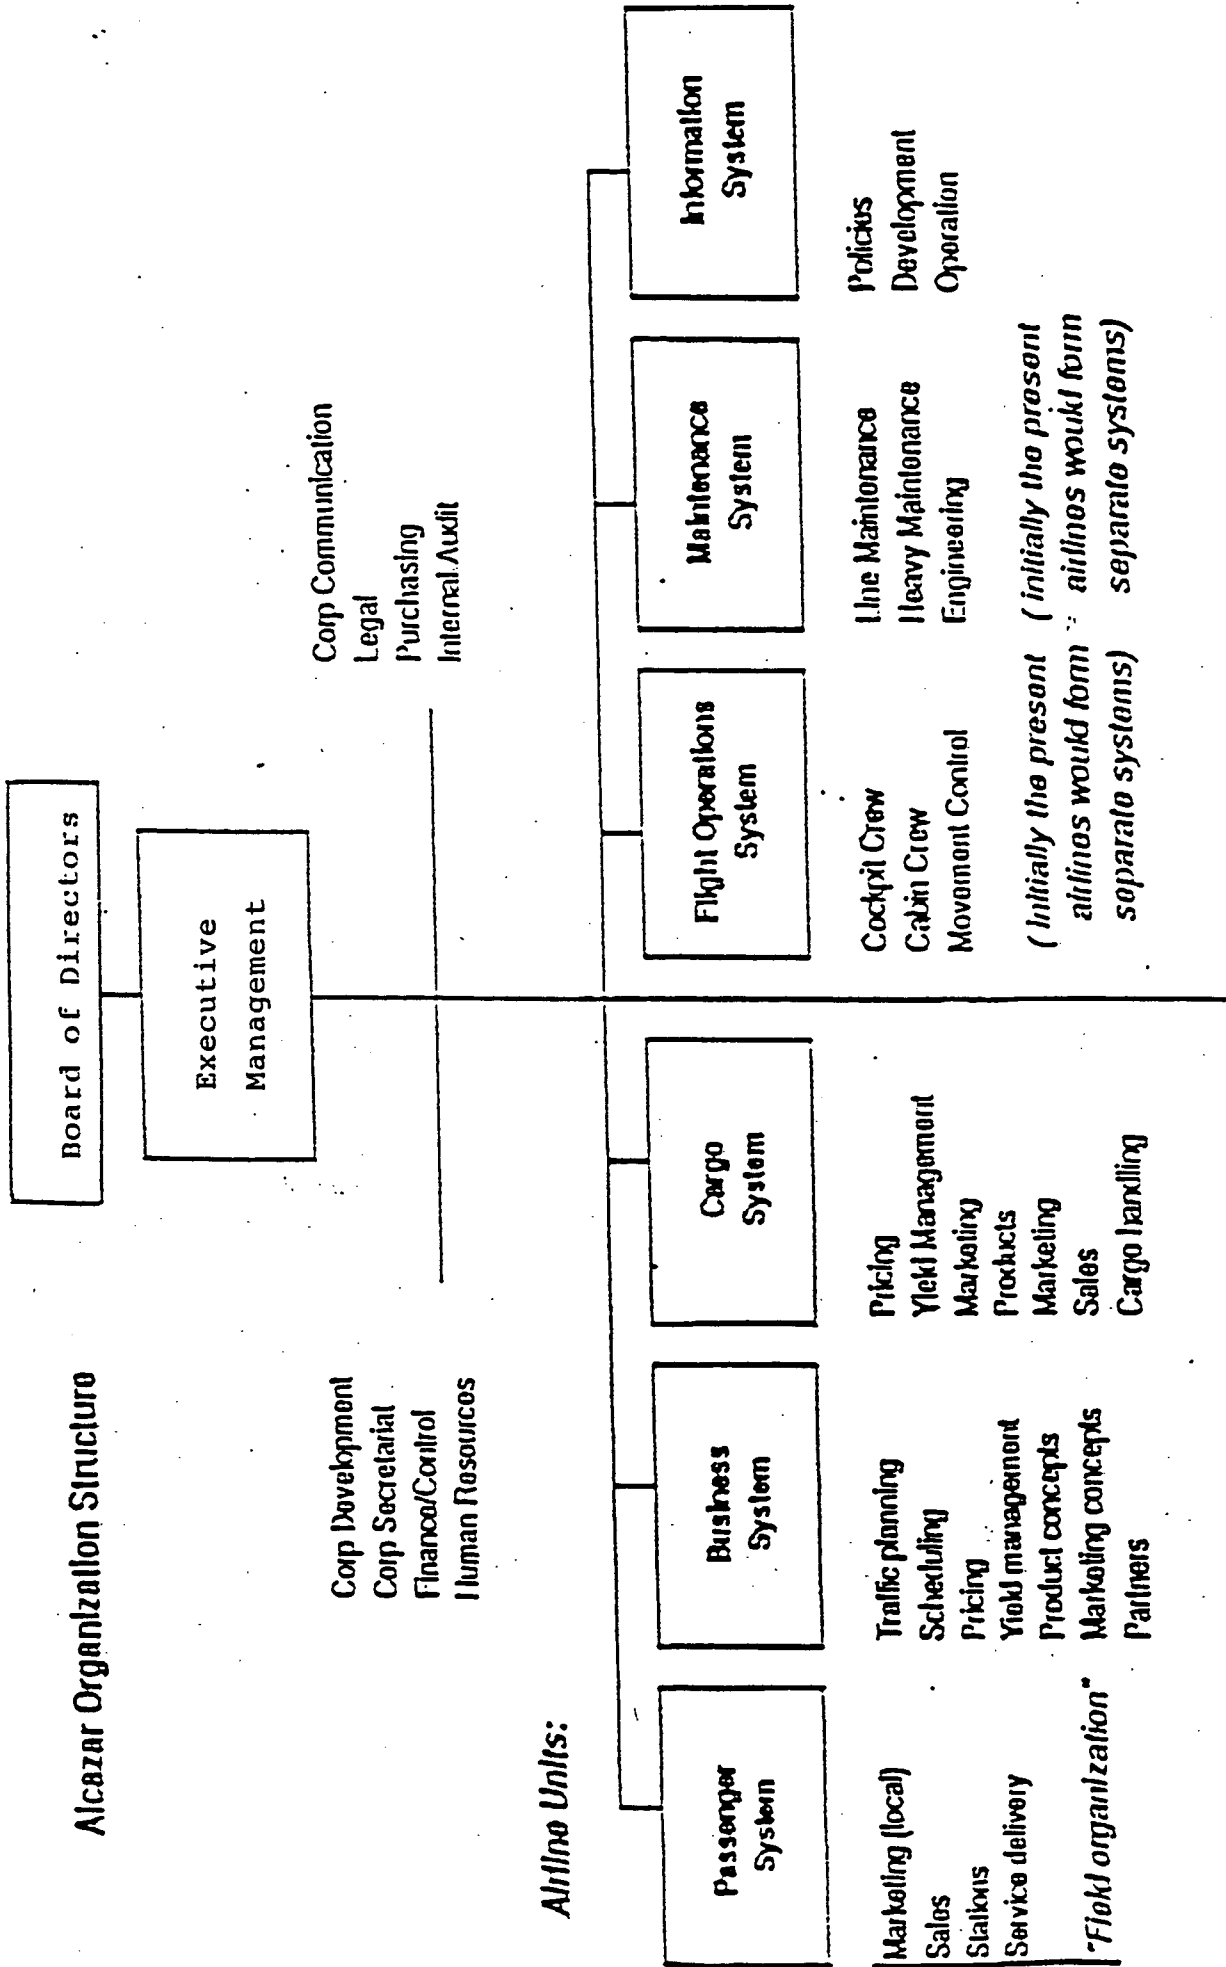 Alcazar Organization Structure
Board of Directors
Executive
Management
Corp Development
Corp Secretarial
Finance/Control
Human Resources
Corp Communication
Legal
Purchasing
Internal Audit
Airline Units:
Passenger
System
Marketing (local)
Sales
Stations
Service delivery
"Field organization"
Business
System
Traffic planning
Scheduling
Pricing
Yield management
Product concepts
Marketing concepts
Partners
Cargo
System
Pricing
Yield Management
Marketing
Products
Marketing
Sales
Cargo handling
Flight Operations
System
Cockpit Crew
Cabin Crew
Movement Control
(Initially the present
airlines would form
separate systems)
Maintenance
System
Line Maintenance
Heavy Maintenance
Engineering
(initially the present
airlines would form
separate systems)
Information
System
Policies
Development
Operation